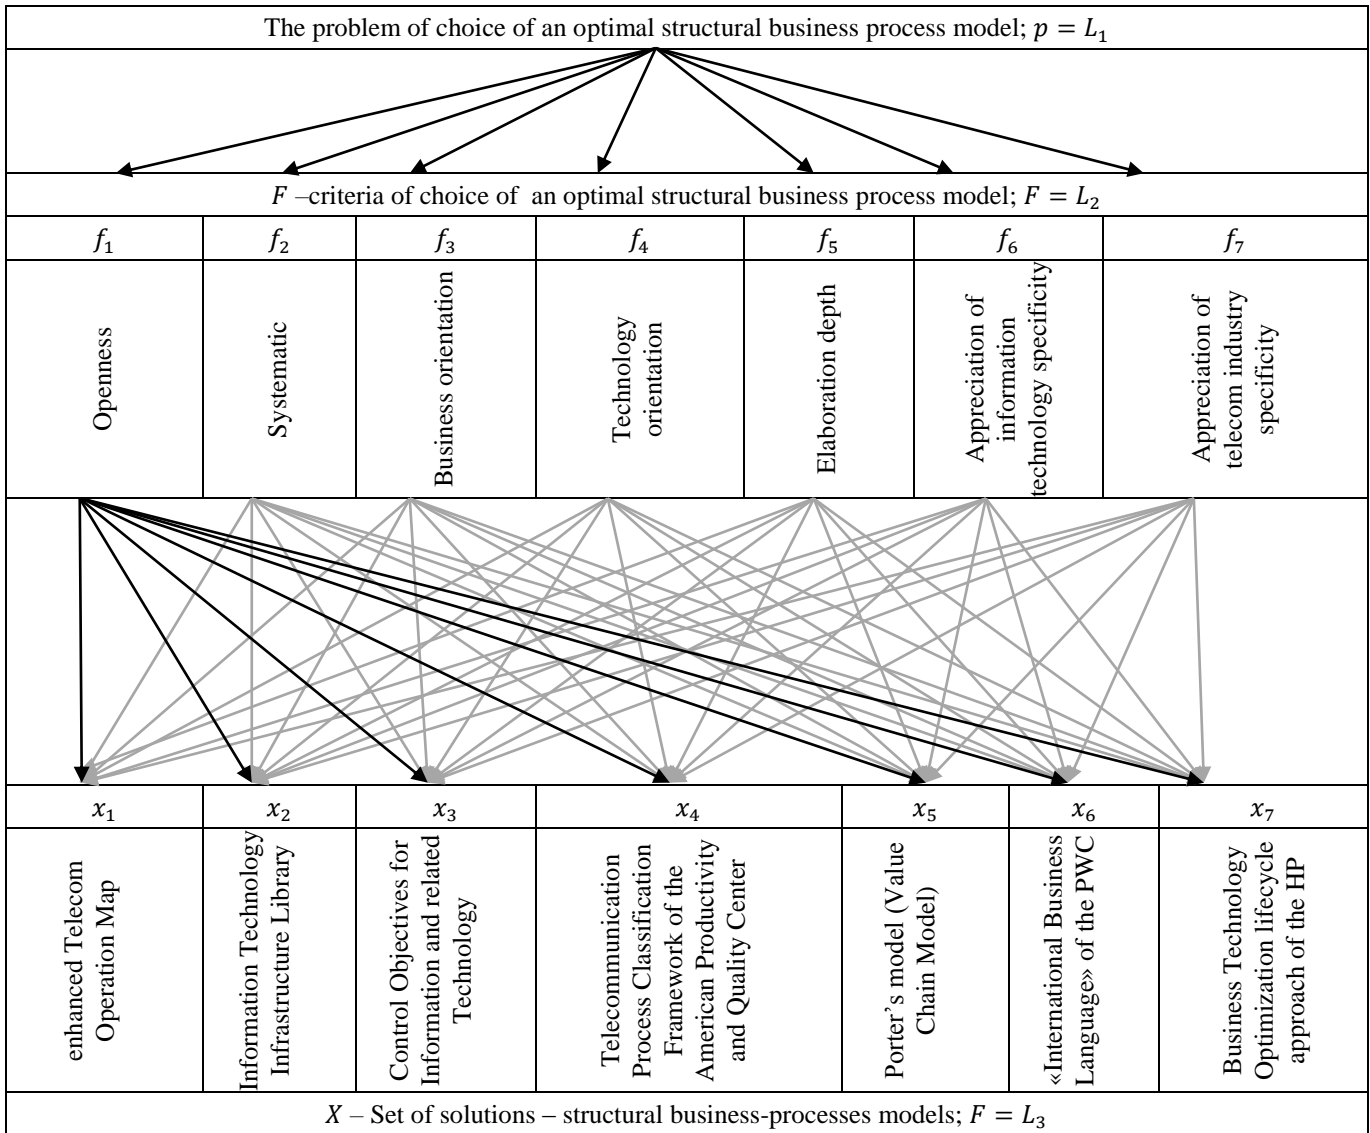 The problem of choice of an optimal structural business process model; 𝑝 = 𝐿₁
𝐹 –criteria of choice of an optimal structural business process model; 𝐹 = 𝐿₂
𝑓₁
𝑓₂
𝑓₃
𝑓₄
𝑓₅
𝑓₆
𝑓₇
Openness
Systematic
Business orientation
Technology
orientation
Elaboration depth
Appreciation of
information
technology specificity
Appreciation of
telecom industry
specificity
𝑥₁
𝑥₂
𝑥₃
𝑥₄
𝑥₅
𝑥₆
𝑥₇
enhanced Telecom
Operation Map
Information Technology
Infrastructure Library
Control Objectives for
Information and related
Technology
Telecommunication
Process Classification
Framework of the
American Productivity
and Quality Center
Porter's model (Value
Chain Model)
«International Business
Language» of the PWC
Business Technology
Optimization lifecycle
approach of the HP
𝑋 – Set of solutions – structural business-processes models; 𝐹 = 𝐿₃